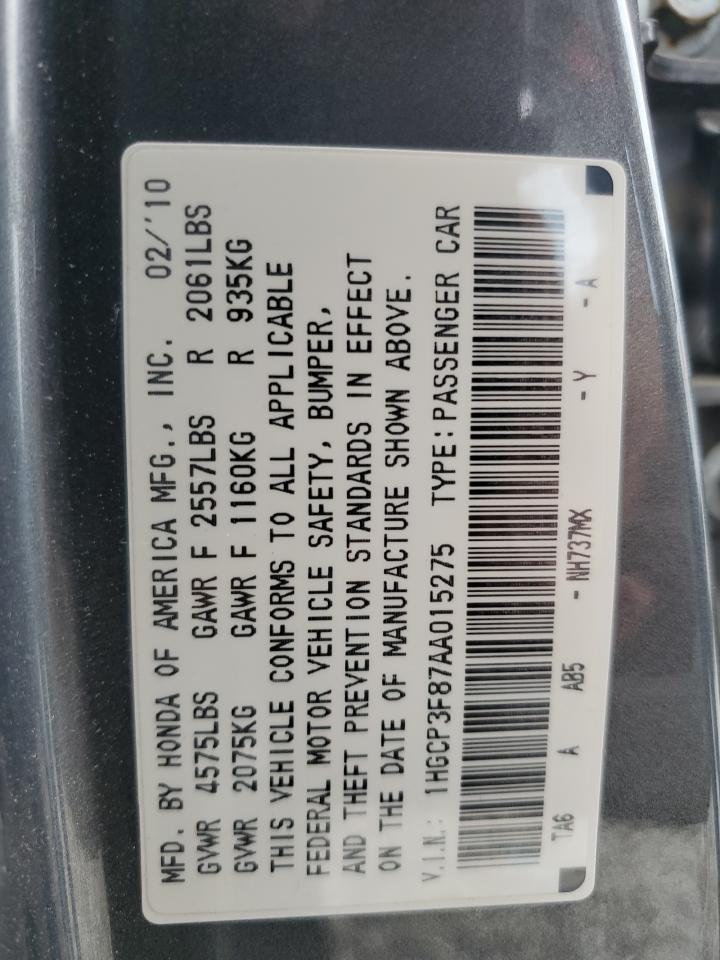 MFD. BY HONDA OF AMERICA MFG., INC. 02/'10
GVWR 4575LBS GAWR F 2557LBS R 2061LBS
GVWR 2075KG GAWR F 1160KG R 935KG
THIS VEHICLE CONFORMS TO ALL APPLICABLE
FEDERAL MOTOR VEHICLE SAFETY, BUMPER,
AND THEFT PREVENTION STANDARDS IN EFFECT
ON THE DATE OF MANUFACTURE SHOWN ABOVE.
V.I.N.: 1HGCP3F87AA015275 TYPE:PASSENGER CAR
TA6 A AB5 - NH737MX - Y - A